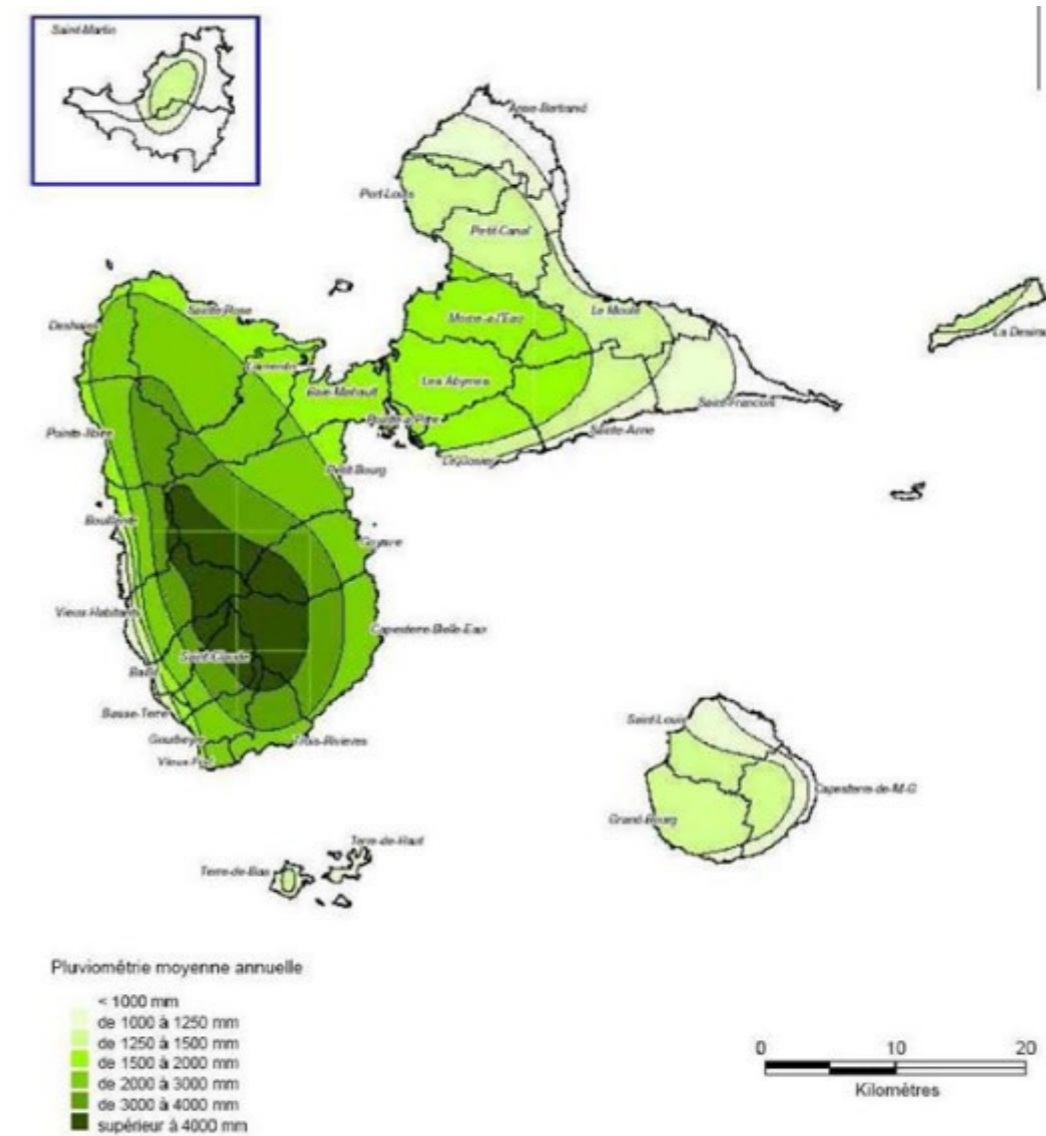 Saint-Martin
Anse-Bertrand
Port-Louis
Petit-Canal
Le Moule
Morne-à-l'Eau
La Desira
Deshaies
Sainte-Rose
Lamentin
Baie-Mahault
Les Abymes
Pointe-à-Pitre
Saint-François
Sainte-Anne
Le Gosier
Pointe-Noire
Petit-Bourg
Bouillante
Goyave
Vieux-Habitants
Capesterre-Belle-Eau
Saint-Claude
Baillif
Basse-Terre
Gourbeyre
Trois-Rivieres
Vieux-Fort
Saint-Louis
Capesterre-de-M-G
Grand-Bourg
Terre-de-Haut
Terre-de-Bas
Pluviométrie moyenne annuelle
< 1000 mm
de 1000 à 1250 mm
de 1250 à 1500 mm
de 1500 à 2000 mm
de 2000 à 3000 mm
de 3000 à 4000 mm
supérieur à 4000 mm
0 10 20
Kilomètres